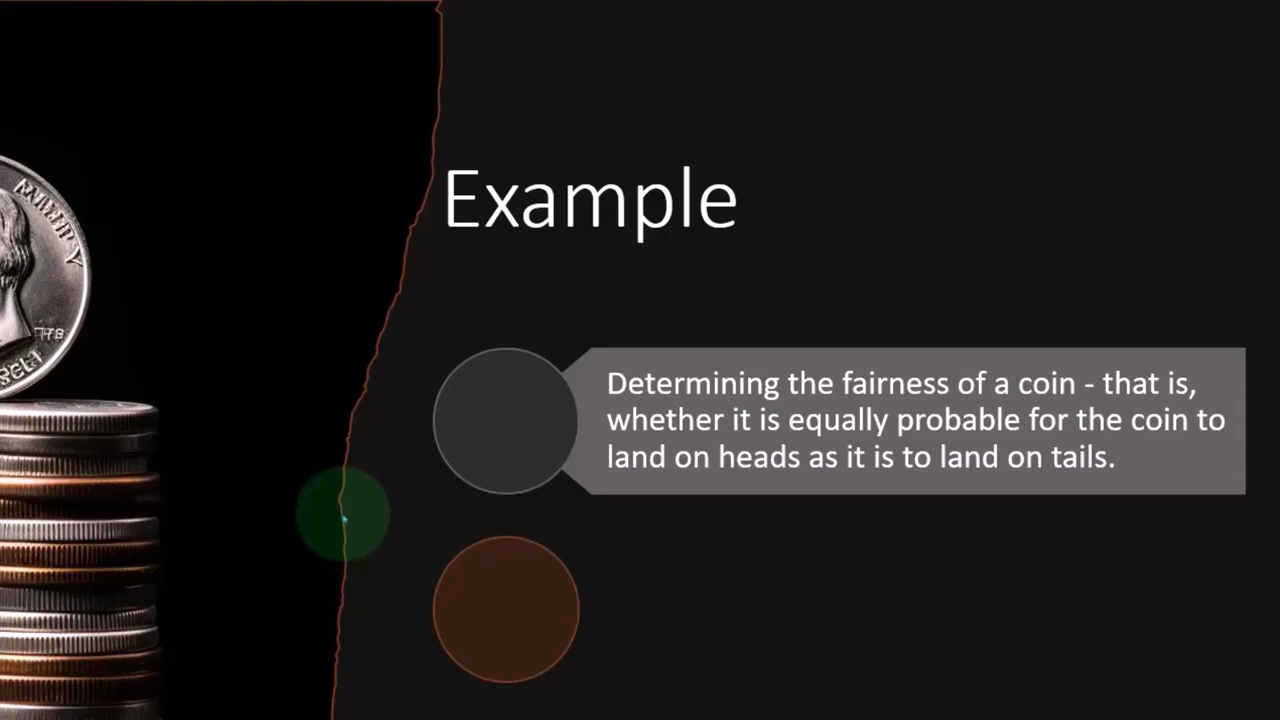 Example
Determining the fairness of a coin - that is,
whether it is equally probable for the coin to
land on heads as it is to land on tails.